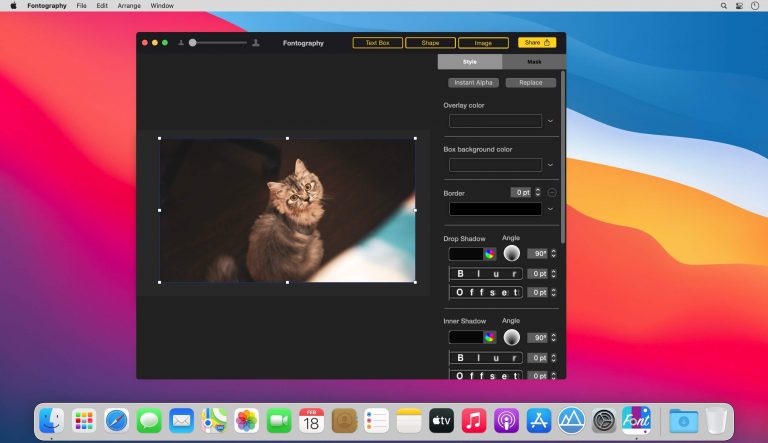 Fontography File Edit Arrange Window
Fontography Text Box Shape Image Share
Style Mask
Instant Alpha Replace
Overlay color
Box background color
Border 0 pt
Drop Shadow Angle
90°
Blur 0 pt
Offset 0 pt
Inner Shadow Angle
90°
Blur 0 pt
Offset 0 pt
FEB
18
tv
Font